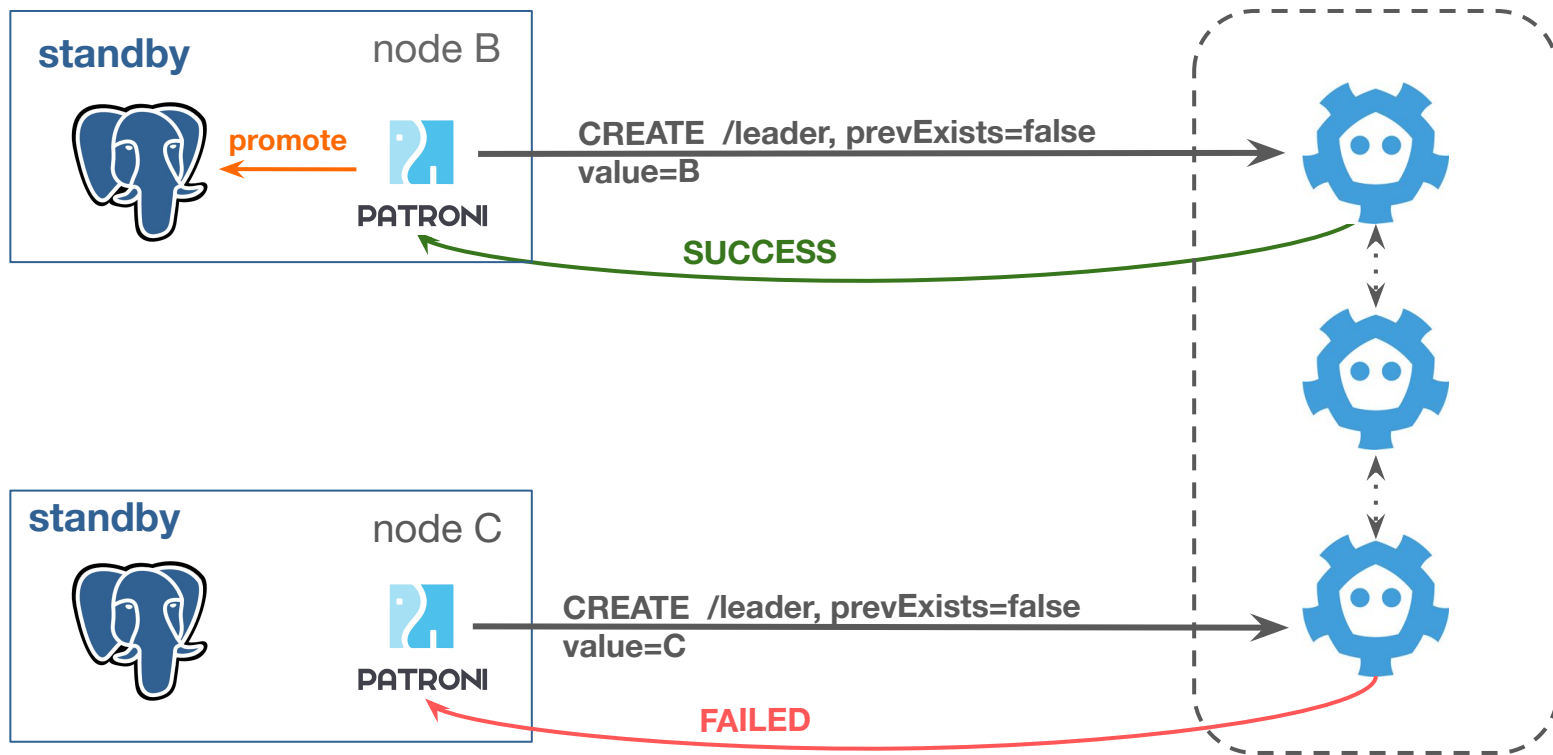 standby
node B
promote
PATRONI
CREATE /leader, prevExists=false
value=B
SUCCESS
standby
node C
PATRONI
CREATE /leader, prevExists=false
value=C
FAILED